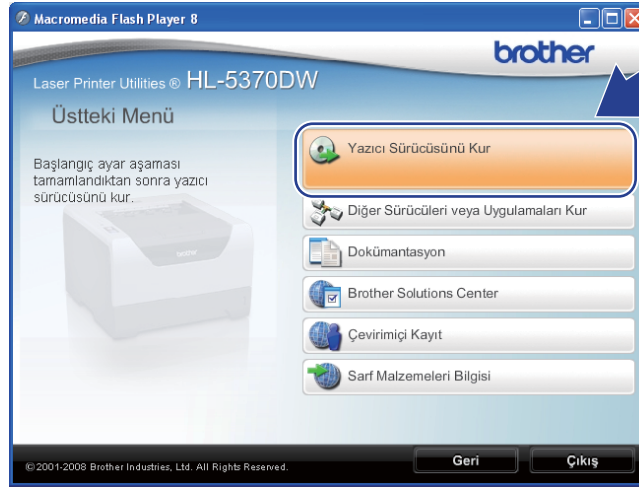 Macromedia Flash Player 8
brother
Laser Printer Utilities ® HL-5370DW
Üstteki Menü
Başlangıç ayar aşaması
tamamlandıktan sonra yazıcı
sürücüsünü kur.
Yazıcı Sürücüsünü Kur
Diğer Sürücüleri veya Uygulamaları Kur
Dokümantasyon
Brother Solutions Center
Çevirimiçi Kayıt
Sarf Malzemeleri Bilgisi
© 2001-2008 Brother Industries, Ltd. All Rights Reserved.
Geri
Çıkış